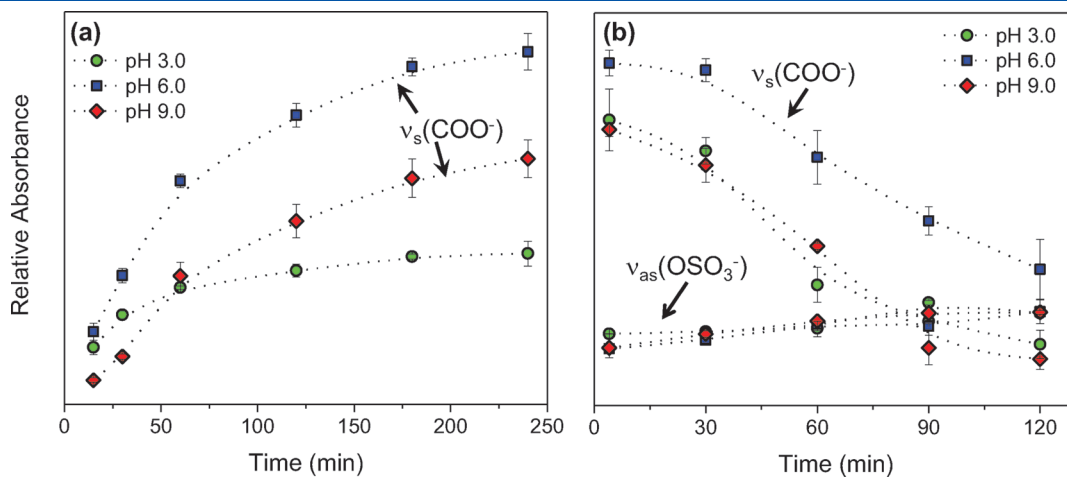 Relative Absorbance
(a)
pH 3.0
pH 6.0
pH 9.0
νs(COO-)
0 50 100 150 200 250
Time (min)
(b)
pH 3.0
pH 6.0
pH 9.0
νs(COO-)
νas(OSO3-)
0 30 60 90 120
Time (min)